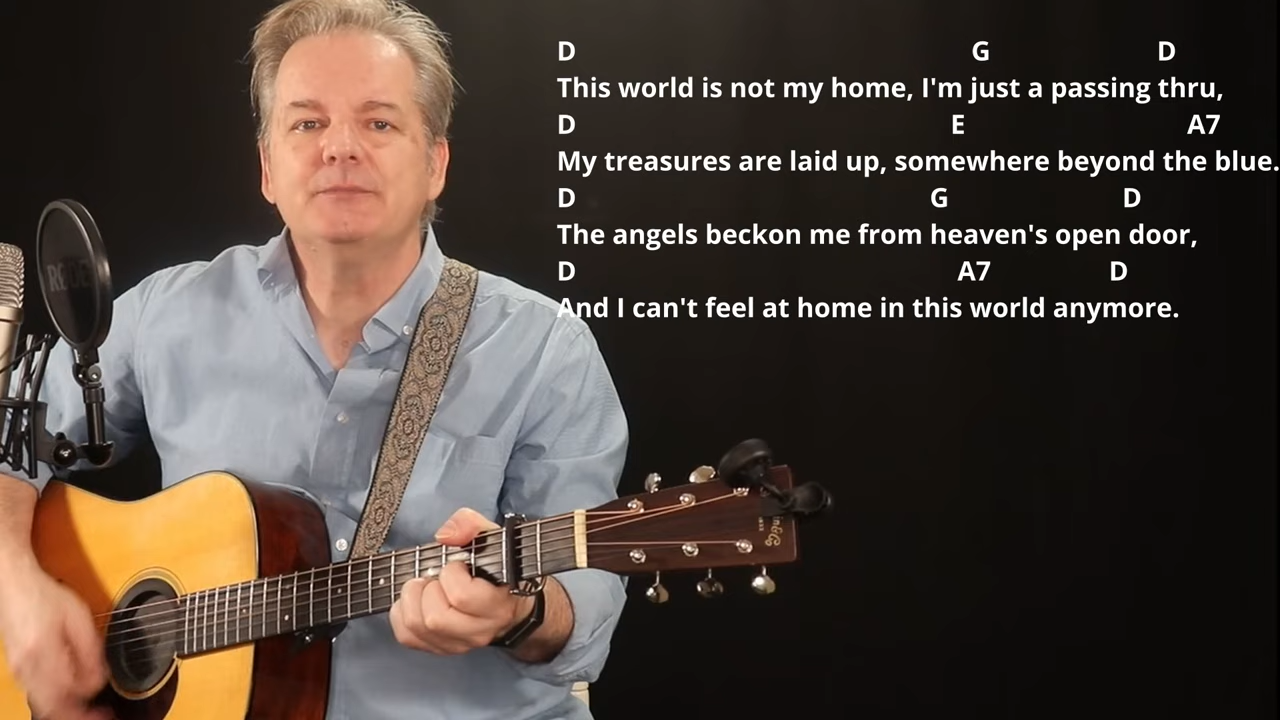 D G D
This world is not my home, I'm just a passing thru,
D E A7
My treasures are laid up, somewhere beyond the blue.
D G D
The angels beckon me from heaven's open door,
D A7 D
And I can't feel at home in this world anymore.
RODE